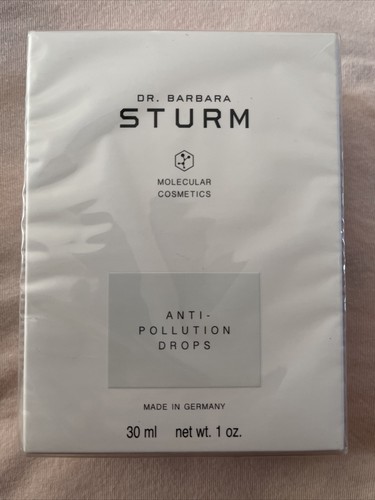 DR. BARBARA
STURM
MOLECULAR
COSMETICS
ANTI-
POLLUTION
DROPS
MADE IN GERMANY
30 ml net wt. 1 oz.